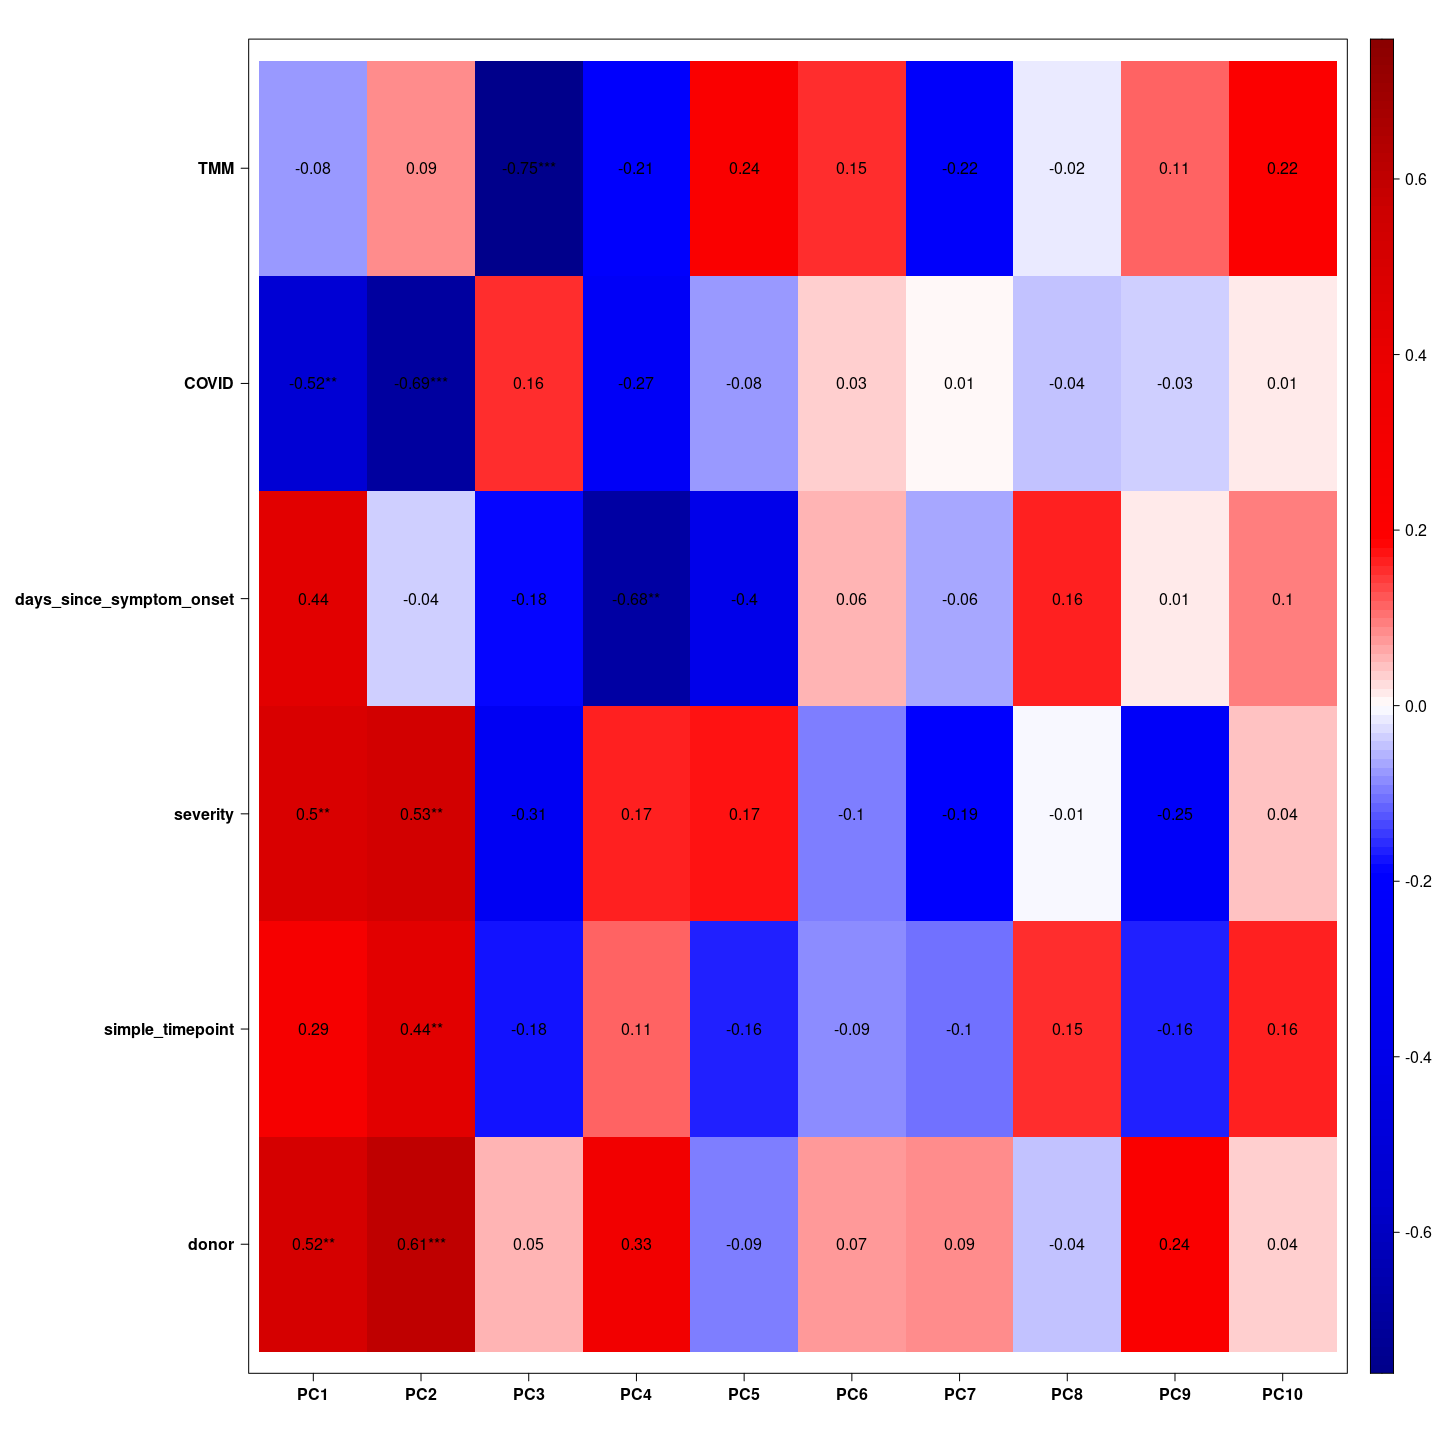 TMM -0.08 0.09 -0.75*** -0.21 0.24 0.15 -0.22 -0.02 0.11 0.22
COVID -0.52** -0.69*** 0.16 -0.27 -0.08 0.03 0.01 -0.04 -0.03 0.01
days_since_symptom_onset 0.44 -0.04 -0.18 -0.68** -0.4 0.06 -0.06 0.16 0.01 0.1
severity 0.5** 0.53** -0.31 0.17 0.17 -0.1 -0.19 -0.01 -0.25 0.04
simple_timepoint 0.29 0.44** -0.18 0.11 -0.16 -0.09 -0.1 0.15 -0.16 0.16
donor 0.52** 0.61*** 0.05 0.33 -0.09 0.07 0.09 -0.04 0.24 0.04
PC1 PC2 PC3 PC4 PC5 PC6 PC7 PC8 PC9 PC10
0.6
0.4
0.2
0.0
-0.2
-0.4
-0.6